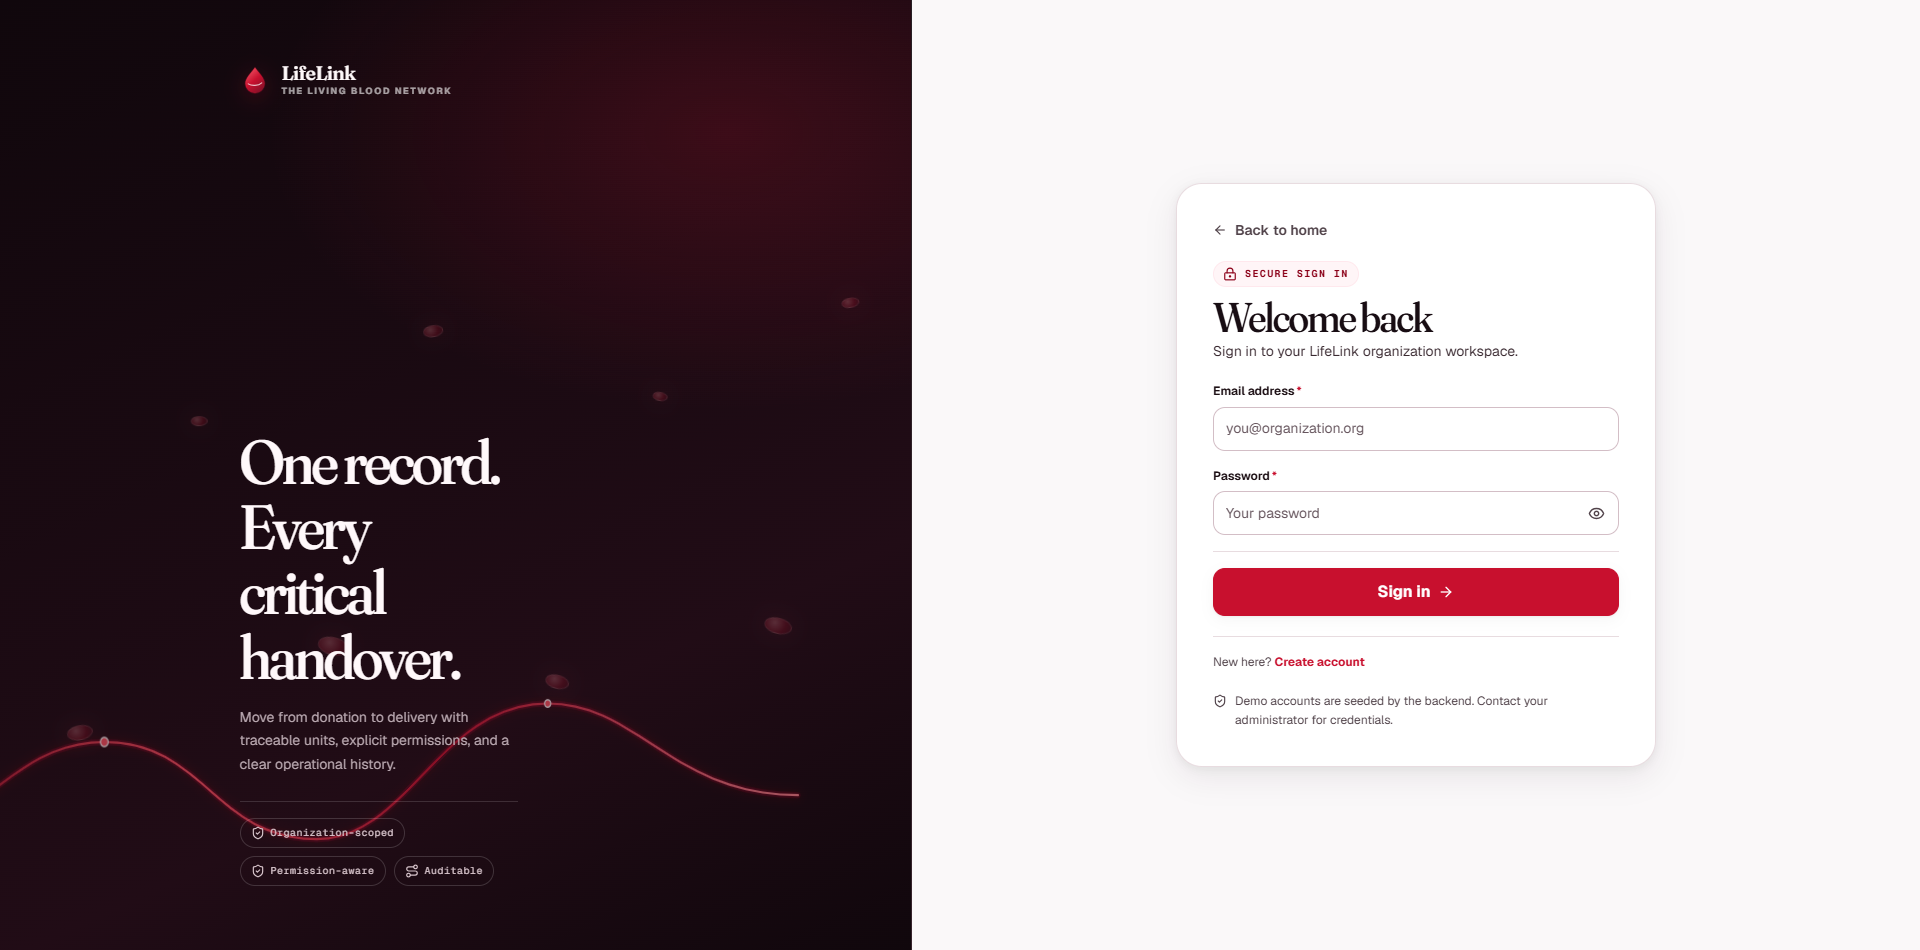 LifeLink
THE LIVING BLOOD NETWORK
One record.
Every
critical
handover.
Move from donation to delivery with
traceable units, explicit permissions, and a
clear operational history.
Organization-scoped
Permission-aware
Auditable
Back to home
SECURE SIGN IN
Welcome back
Sign in to your LifeLink organization workspace.
Email address *
you@organization.org
Password *
Your password
Sign in
New here? Create account
Demo accounts are seeded by the backend. Contact your
administrator for credentials.